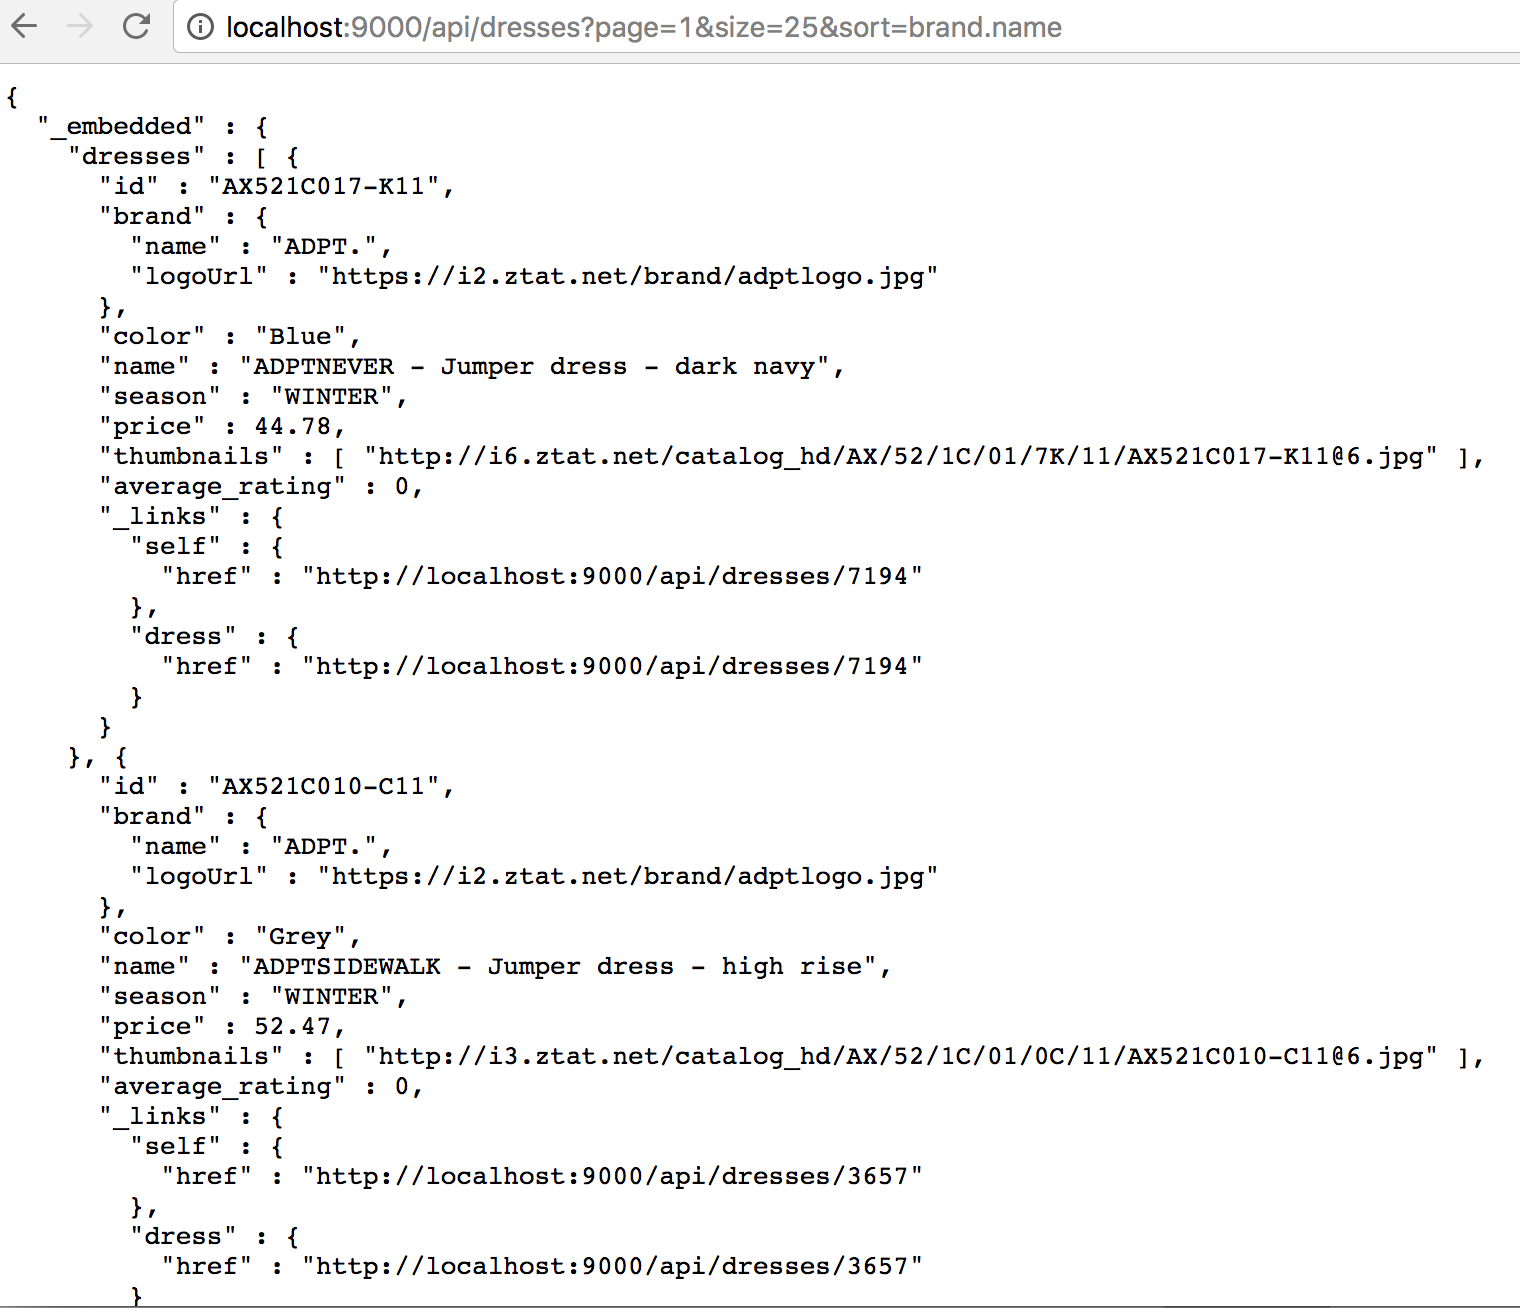 localhost:9000/api/dresses?page=1&size=25&sort=brand.name
{
  "_embedded" : {
    "dresses" : [ {
      "id" : "AX521C017-K11",
      "brand" : {
        "name" : "ADPT.",
        "logoUrl" : "https://i2.ztat.net/brand/adptlogo.jpg"
      },
      "color" : "Blue",
      "name" : "ADPTNEVER - Jumper dress - dark navy",
      "season" : "WINTER",
      "price" : 44.78,
      "thumbnails" : [ "http://i6.ztat.net/catalog_hd/AX/52/1C/01/7K/11/AX521C017-K11@6.jpg" ],
      "average_rating" : 0,
      "_links" : {
        "self" : {
          "href" : "http://localhost:9000/api/dresses/7194"
        },
        "dress" : {
          "href" : "http://localhost:9000/api/dresses/7194"
        }
      }
    }, {
      "id" : "AX521C010-C11",
      "brand" : {
        "name" : "ADPT.",
        "logoUrl" : "https://i2.ztat.net/brand/adptlogo.jpg"
      },
      "color" : "Grey",
      "name" : "ADPTSIDEWALK - Jumper dress - high rise",
      "season" : "WINTER",
      "price" : 52.47,
      "thumbnails" : [ "http://i3.ztat.net/catalog_hd/AX/52/1C/01/0C/11/AX521C010-C11@6.jpg" ],
      "average_rating" : 0,
      "_links" : {
        "self" : {
          "href" : "http://localhost:9000/api/dresses/3657"
        },
        "dress" : {
          "href" : "http://localhost:9000/api/dresses/3657"
        }